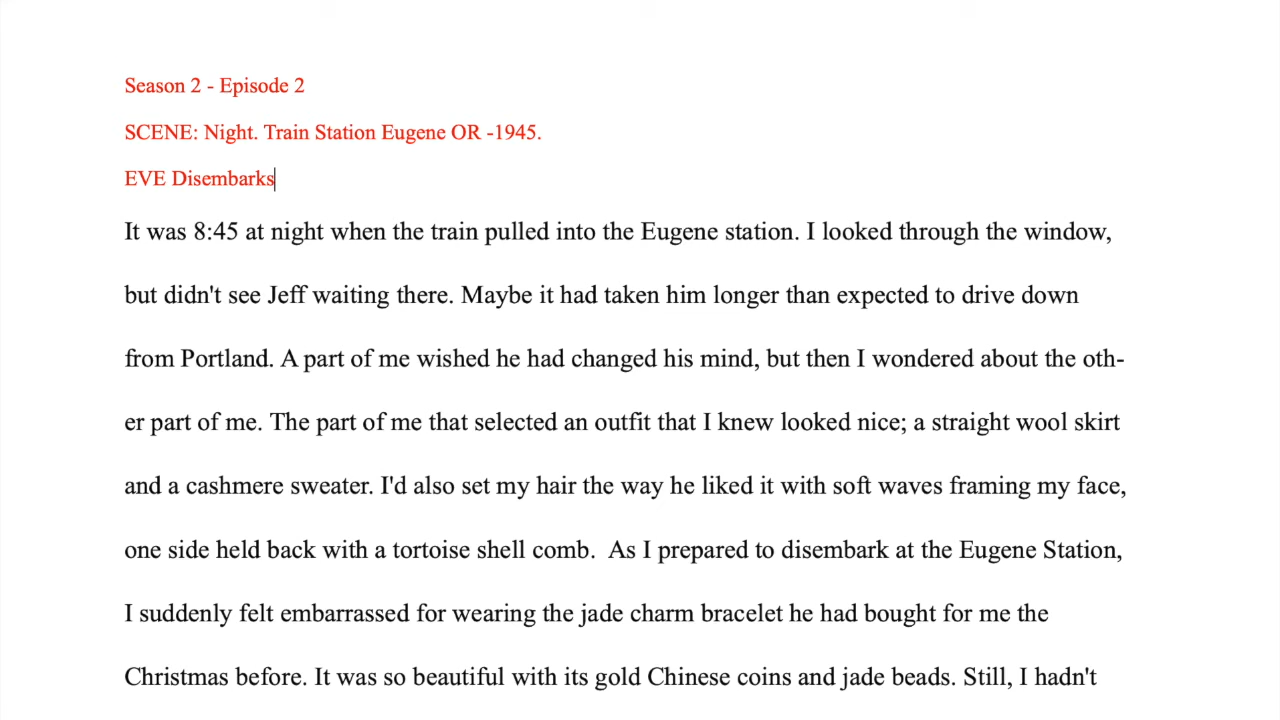 Season 2 - Episode 2
SCENE: Night. Train Station Eugene OR -1945.
EVE Disembarks
It was 8:45 at night when the train pulled into the Eugene station. I looked through the window,
but didn't see Jeff waiting there. Maybe it had taken him longer than expected to drive down
from Portland. A part of me wished he had changed his mind, but then I wondered about the oth-
er part of me. The part of me that selected an outfit that I knew looked nice; a straight wool skirt
and a cashmere sweater. I'd also set my hair the way he liked it with soft waves framing my face,
one side held back with a tortoise shell comb.  As I prepared to disembark at the Eugene Station,
I suddenly felt embarrassed for wearing the jade charm bracelet he had bought for me the
Christmas before. It was so beautiful with its gold Chinese coins and jade beads. Still, I hadn't